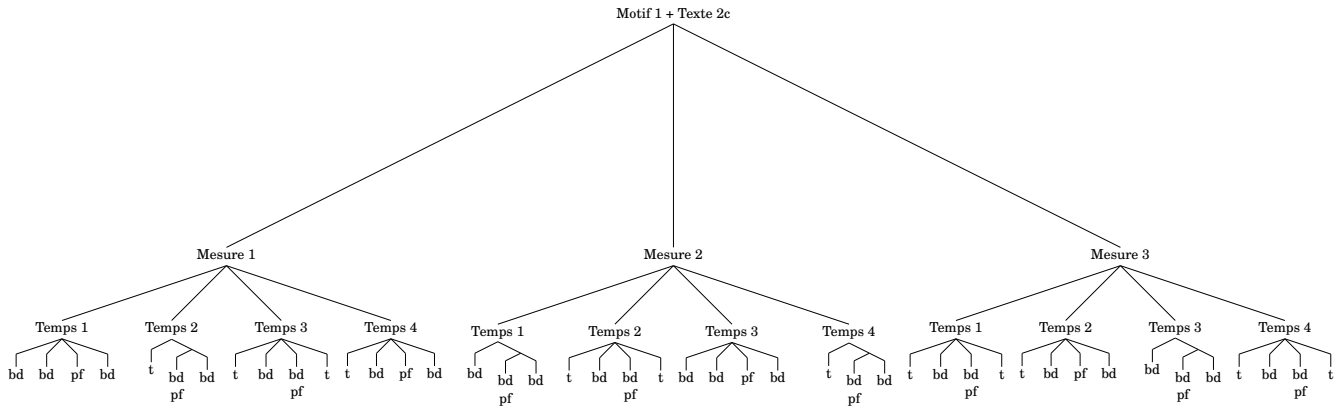 Motif 1 + Texte 2c
Mesure 1 Mesure 2 Mesure 3
Temps 1 Temps 2 Temps 3 Temps 4 Temps 1 Temps 2 Temps 3 Temps 4 Temps 1 Temps 2 Temps 3 Temps 4
bd bd pf bd t bd bd t bd bd t t bd pf bd bd bd bd t bd bd t bd bd pf bd t bd bd t bd bd t t bd pf bd bd bd bd t bd bd t
pf pf pf pf pf pf pf pf